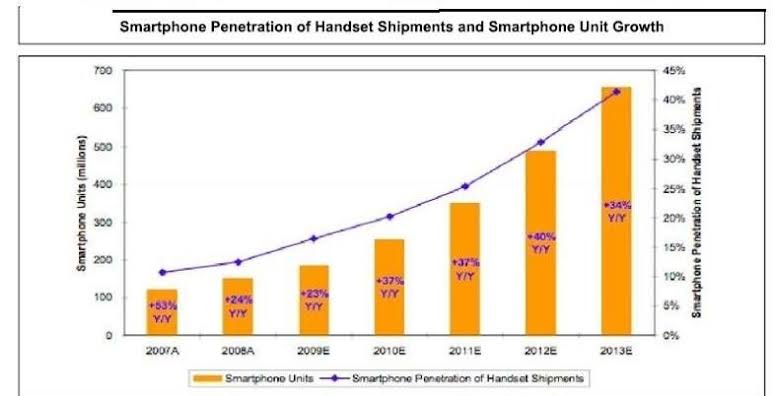 Smartphone Penetration of Handset Shipments and Smartphone Unit Growth
700
600
500
400
300
200
100
0
Smartphone Units (millions)
45%
40%
35%
30%
25%
20%
15%
10%
5%
0%
Smartphone Penetration of Handset Shipments
+53%
Y/Y
+24%
Y/Y
+23%
Y/Y
+37%
Y/Y
+37%
Y/Y
+40%
Y/Y
+34%
Y/Y
2007A 2008A 2009E 2010E 2011E 2012E 2013E
Smartphone Units Smartphone Penetration of Handset Shipments